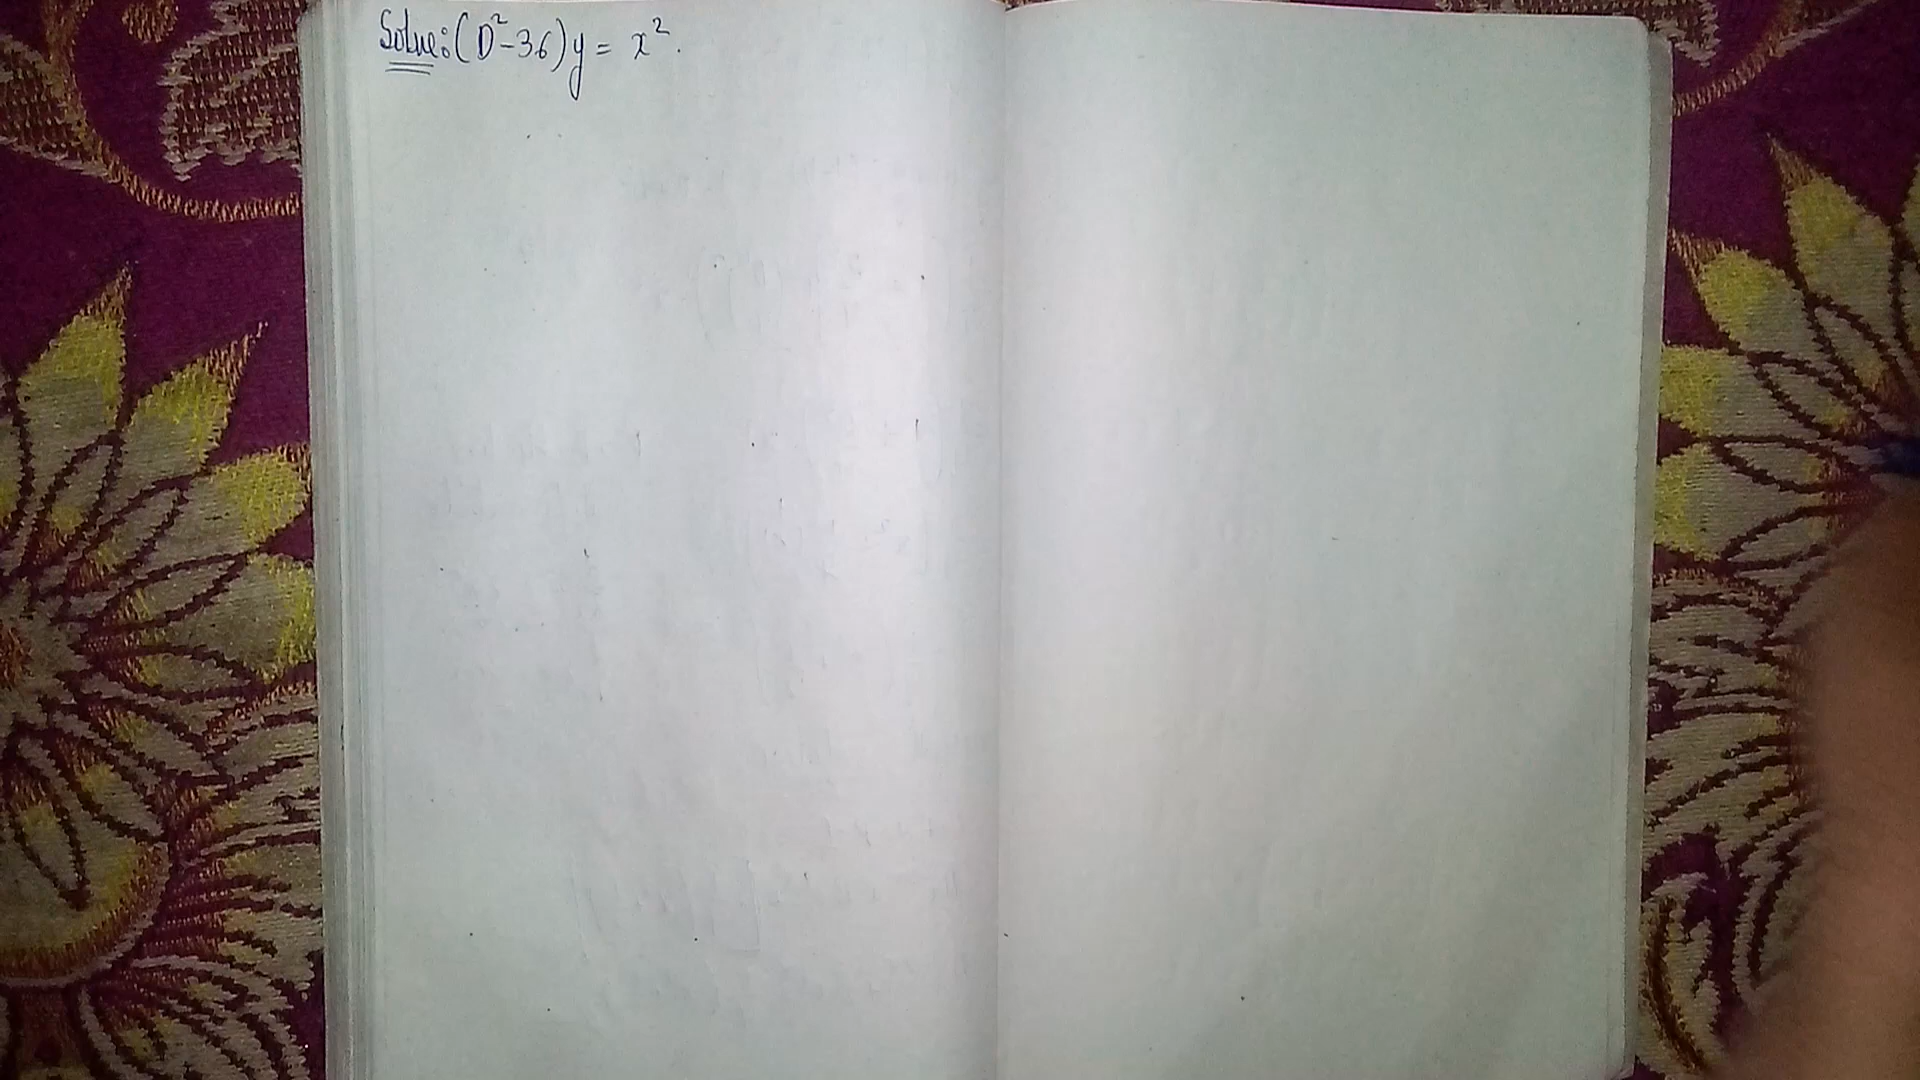 Solve: (D²-36)y = x².